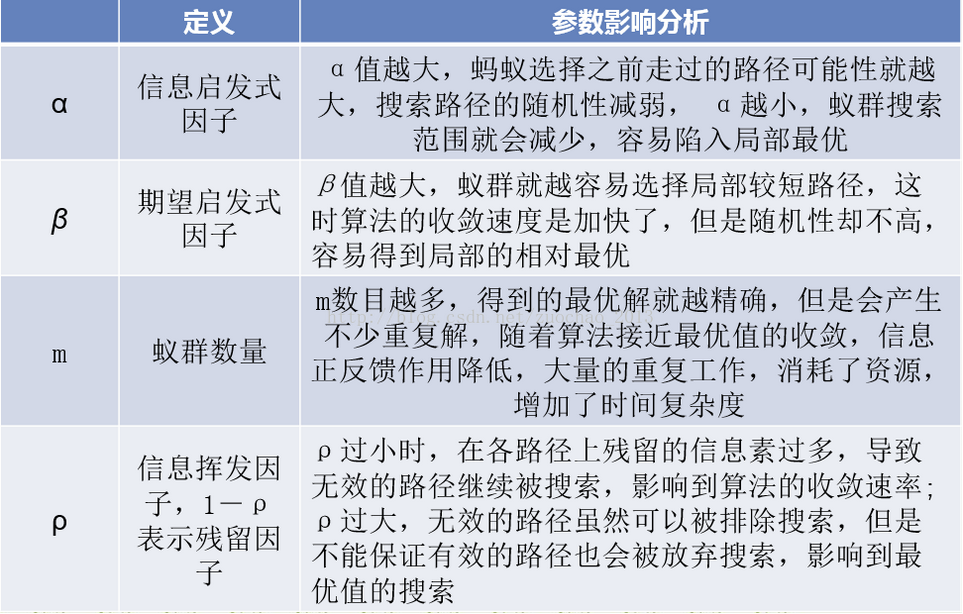 定义
参数影响分析
α
信息启发式
因子
α值越大，蚂蚁选择之前走过的路径可能性就越
大，搜索路径的随机性减弱， α越小，蚁群搜索
范围就会减少，容易陷入局部最优
β
期望启发式
因子
β值越大，蚁群就越容易选择局部较短路径，这
时算法的收敛速度是加快了，但是随机性却不高，
容易得到局部的相对最优
m
蚁群数量
m数目越多，得到的最优解就越精确，但是会产生
不少重复解，随着算法接近最优值的收敛，信息
正反馈作用降低，大量的重复工作，消耗了资源，
增加了时间复杂度
http://blog.csdn.net/zuochao_2013
ρ
信息挥发因
子，1－ρ
表示残留因
子
ρ过小时，在各路径上残留的信息素过多，导致
无效的路径继续被搜索，影响到算法的收敛速率;
ρ过大，无效的路径虽然可以被排除搜索，但是
不能保证有效的路径也会被放弃搜索，影响到最
优值的搜索